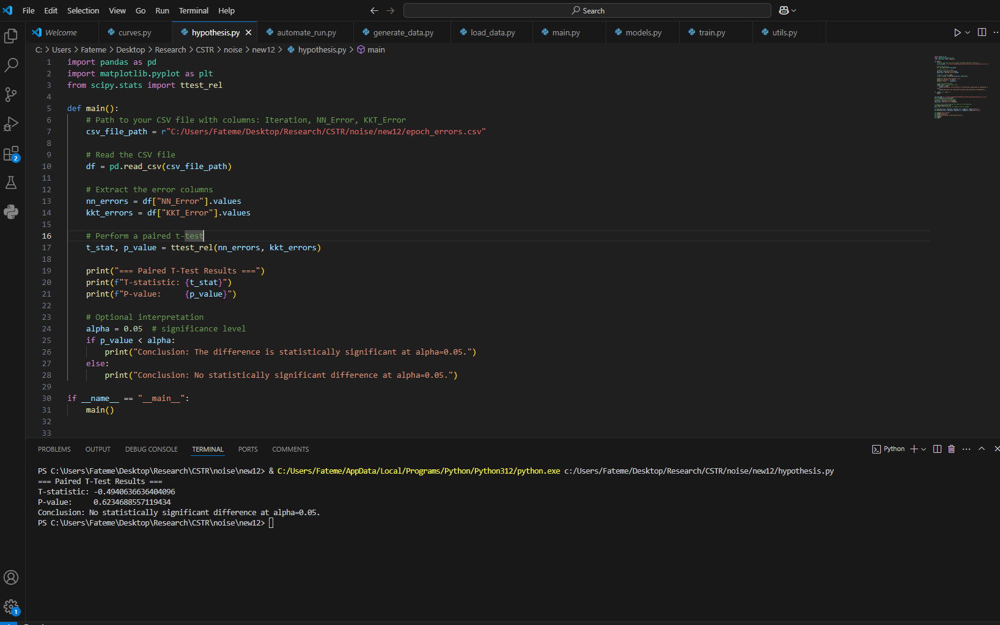 File Edit Selection View Go Run Terminal Help
Search
Welcome curves.py hypothesis.py automate_run.py generate_data.py load_data.py main.py models.py train.py utils.py
C: > Users > Fateme > Desktop > Research > CSTR > noise > new12 > hypothesis.py > main
1 import pandas as pd
2 import matplotlib.pyplot as plt
3 from scipy.stats import ttest_rel
4
5 def main():
6 # Path to your CSV file with columns: Iteration, NN_Error, KKT_Error
7 csv_file_path = r"C:/Users/Fateme/Desktop/Research/CSTR/noise/new12/epoch_errors.csv"
8
9 # Read the CSV file
10 df = pd.read_csv(csv_file_path)
11
12 # Extract the error columns
13 nn_errors = df["NN_Error"].values
14 kkt_errors = df["KKT_Error"].values
15
16 # Perform a paired t-test
17 t_stat, p_value = ttest_rel(nn_errors, kkt_errors)
18
19 print("=== Paired T-Test Results ===")
20 print(f"T-statistic: {t_stat}")
21 print(f"P-value:     {p_value}")
22
23 # Optional interpretation
24 alpha = 0.05  # significance level
25 if p_value < alpha:
26 print("Conclusion: The difference is statistically significant at alpha=0.05.")
27 else:
28 print("Conclusion: No statistically significant difference at alpha=0.05.")
29
30 if __name__ == "__main__":
31 main()
32
33
2
1
PROBLEMS OUTPUT DEBUG CONSOLE TERMINAL PORTS COMMENTS
Python
PS C:\Users\Fateme\Desktop\Research\CSTR\noise\new12> & C:/Users/Fateme/AppData/Local/Programs/Python/Python312/python.exe c:/Users/Fateme/Desktop/Research/CSTR/noise/new12/hypothesis.py
=== Paired T-Test Results ===
T-statistic: -0.4940636636404096
P-value:     0.6234688557119434
Conclusion: No statistically significant difference at alpha=0.05.
PS C:\Users\Fateme\Desktop\Research\CSTR\noise\new12>